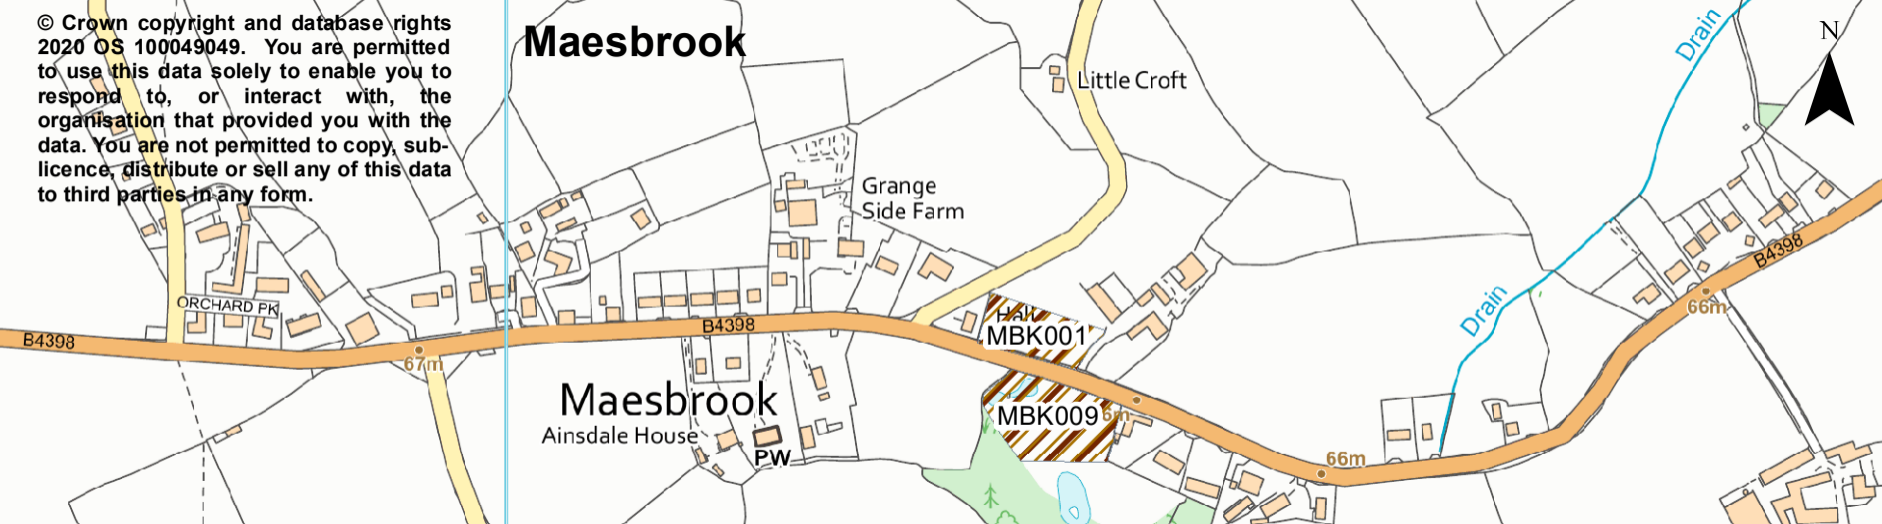 © Crown copyright and database rights
2020 OS 100049049. You are permitted
to use this data solely to enable you to
respond to, or interact with, the
organisation that provided you with the
data. You are not permitted to copy, sub-
licence, distribute or sell any of this data
to third parties in any form.
Maesbrook
N
Drain
Little Croft
Grange
Side Farm
B4398
ORCHARD PK
Drain
66m
Hall
MBK001
B4398
B4398
67m
Maesbrook
MBK009
6m
Ainsdale House
PW
66m